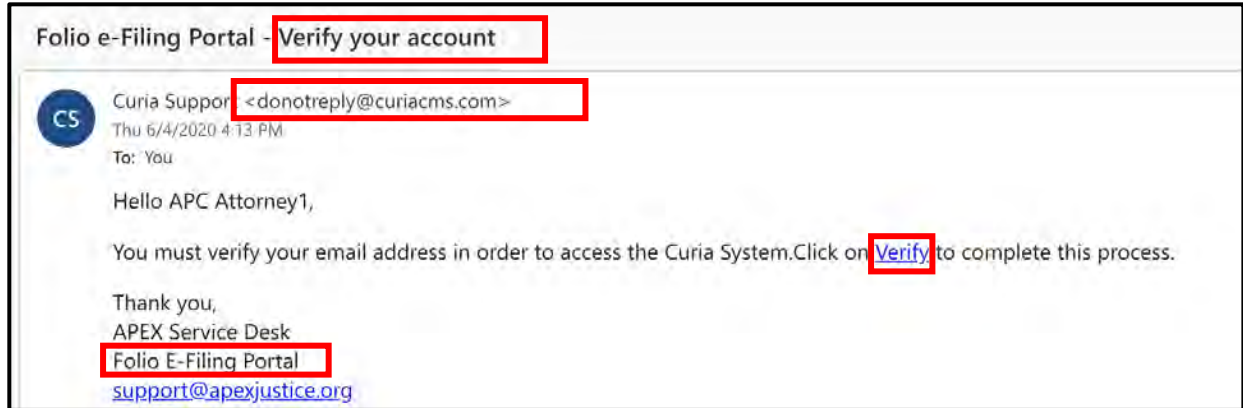 Folio e-Filing Portal - Verify your account
CS
Curia Support <donotreply@curiacms.com>
Thu 6/4/2020 4:13 PM
To: You
Hello APC Attorney1,
You must verify your email address in order to access the Curia System.Click on Verify to complete this process.
Thank you,
APEX Service Desk
Folio E-Filing Portal
support@apexjustice.org